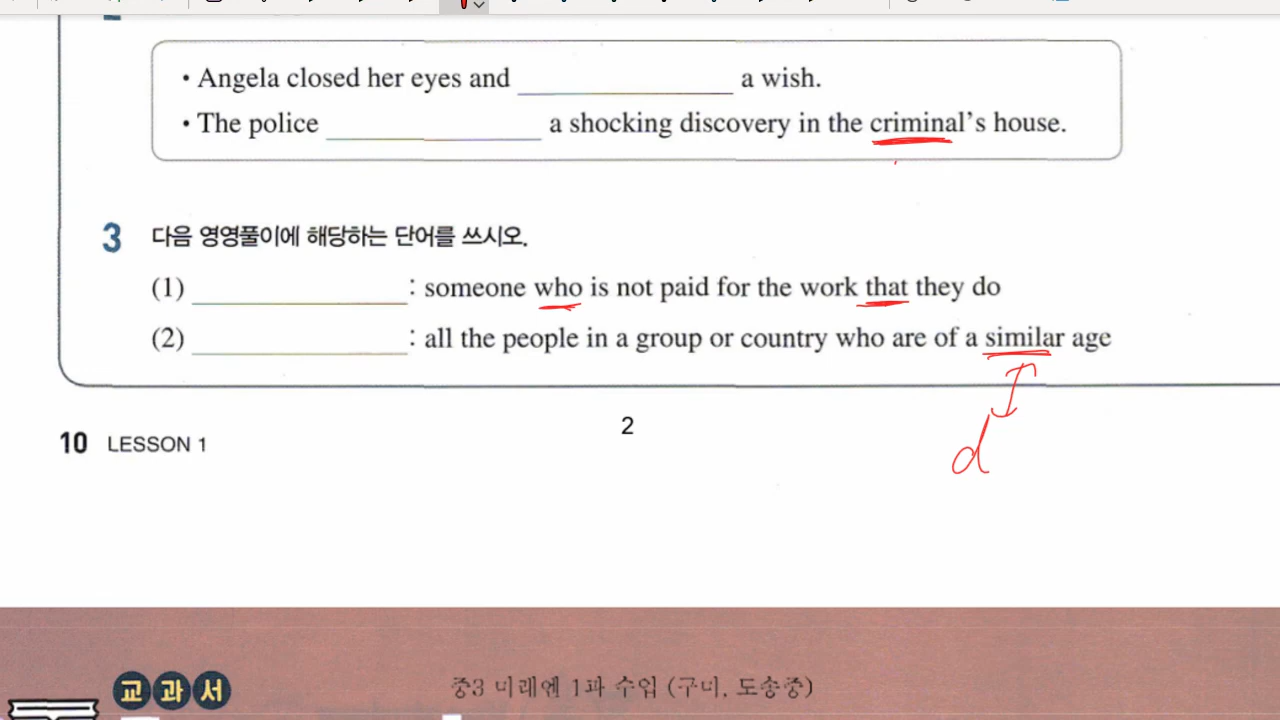 • Angela closed her eyes and ____________ a wish.
• The police ____________ a shocking discovery in the criminal's house.
3 다음 영영풀이에 해당하는 단어를 쓰시오.
(1) ____________ : someone who is not paid for the work that they do
(2) ____________ : all the people in a group or country who are of a similar age
d
10 LESSON 1
2
교과서
중3 미래엔 1과 수업 (구미, 도송중)